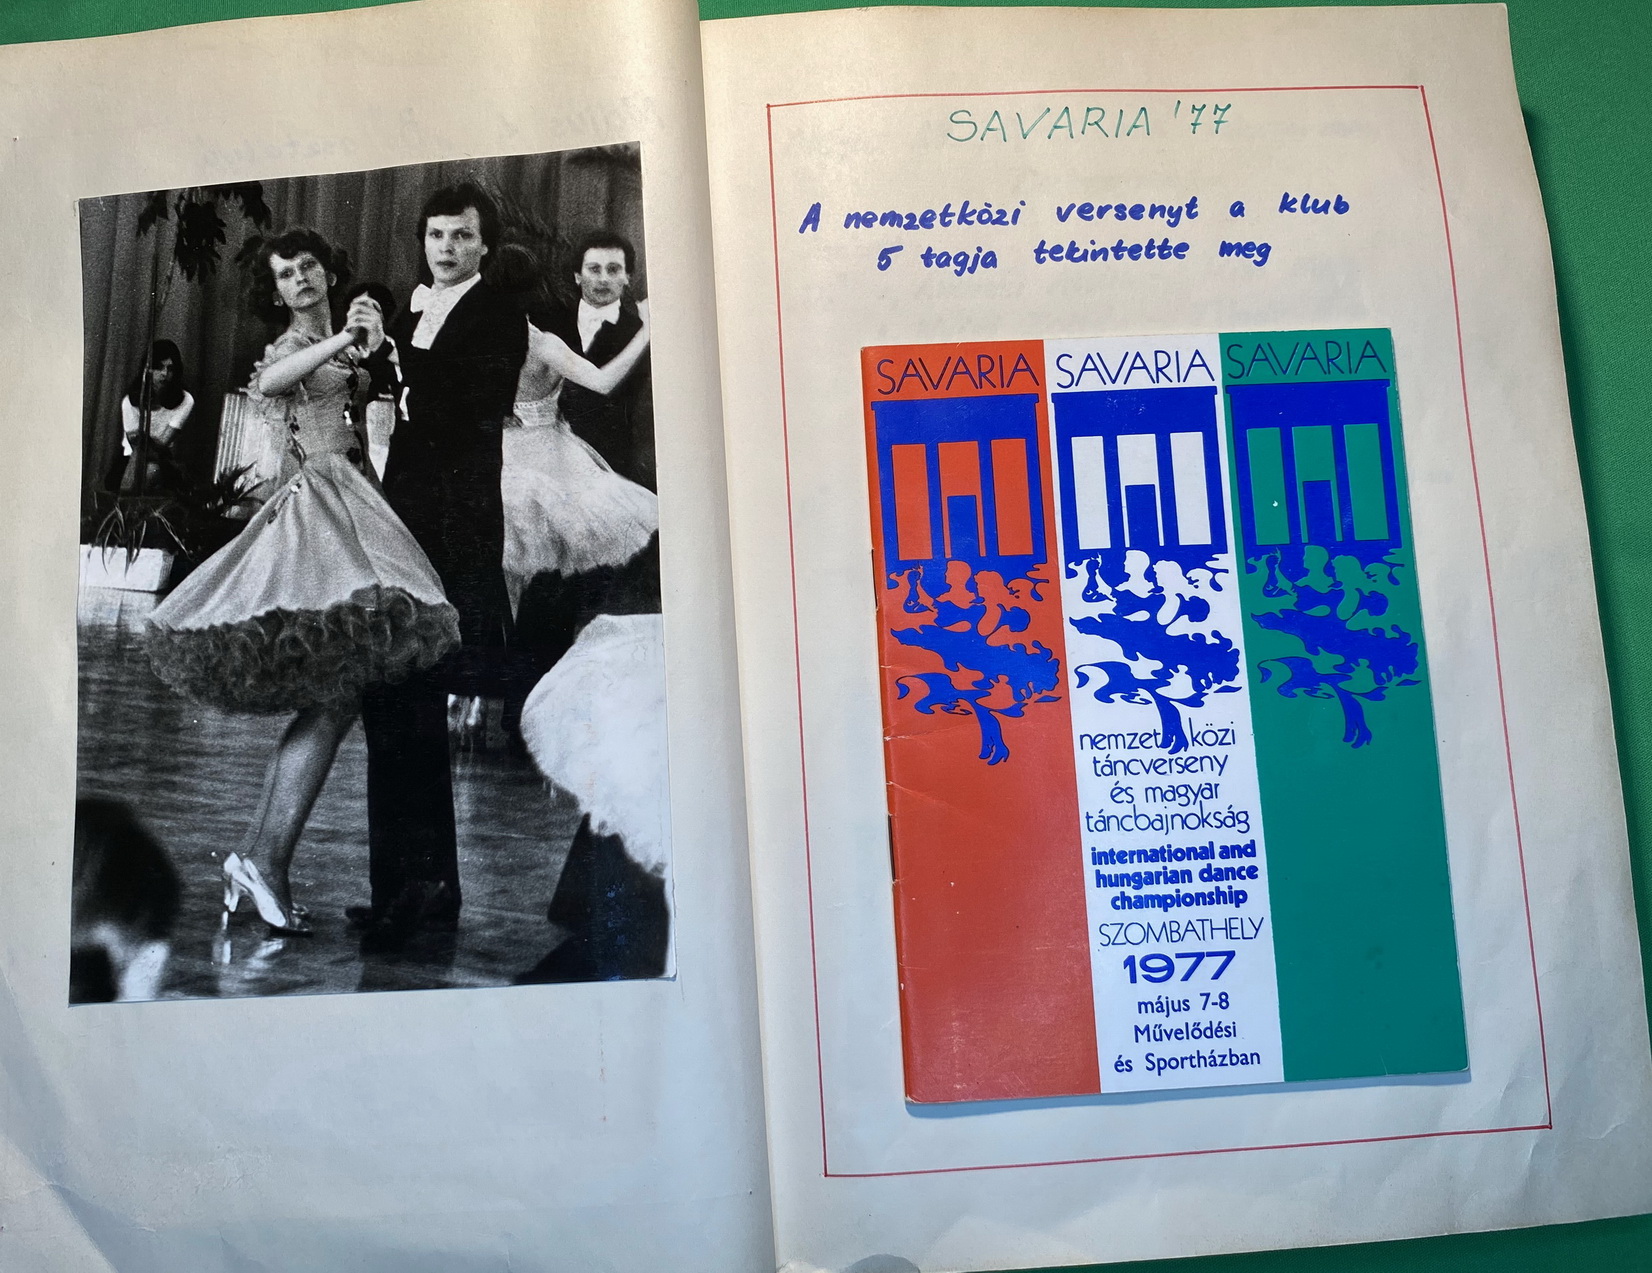 SAVARIA '77
A nemzetközi versenyt a klub
5 tagja tekintette meg
SAVARIA SAVARIA SAVARIA
nemzetközi
táncverseny
és magyar
táncbajnokság
international and
hungarian dance
championship
SZOMBATHELY
1977
május 7-8
Művelődési
és Sportházban